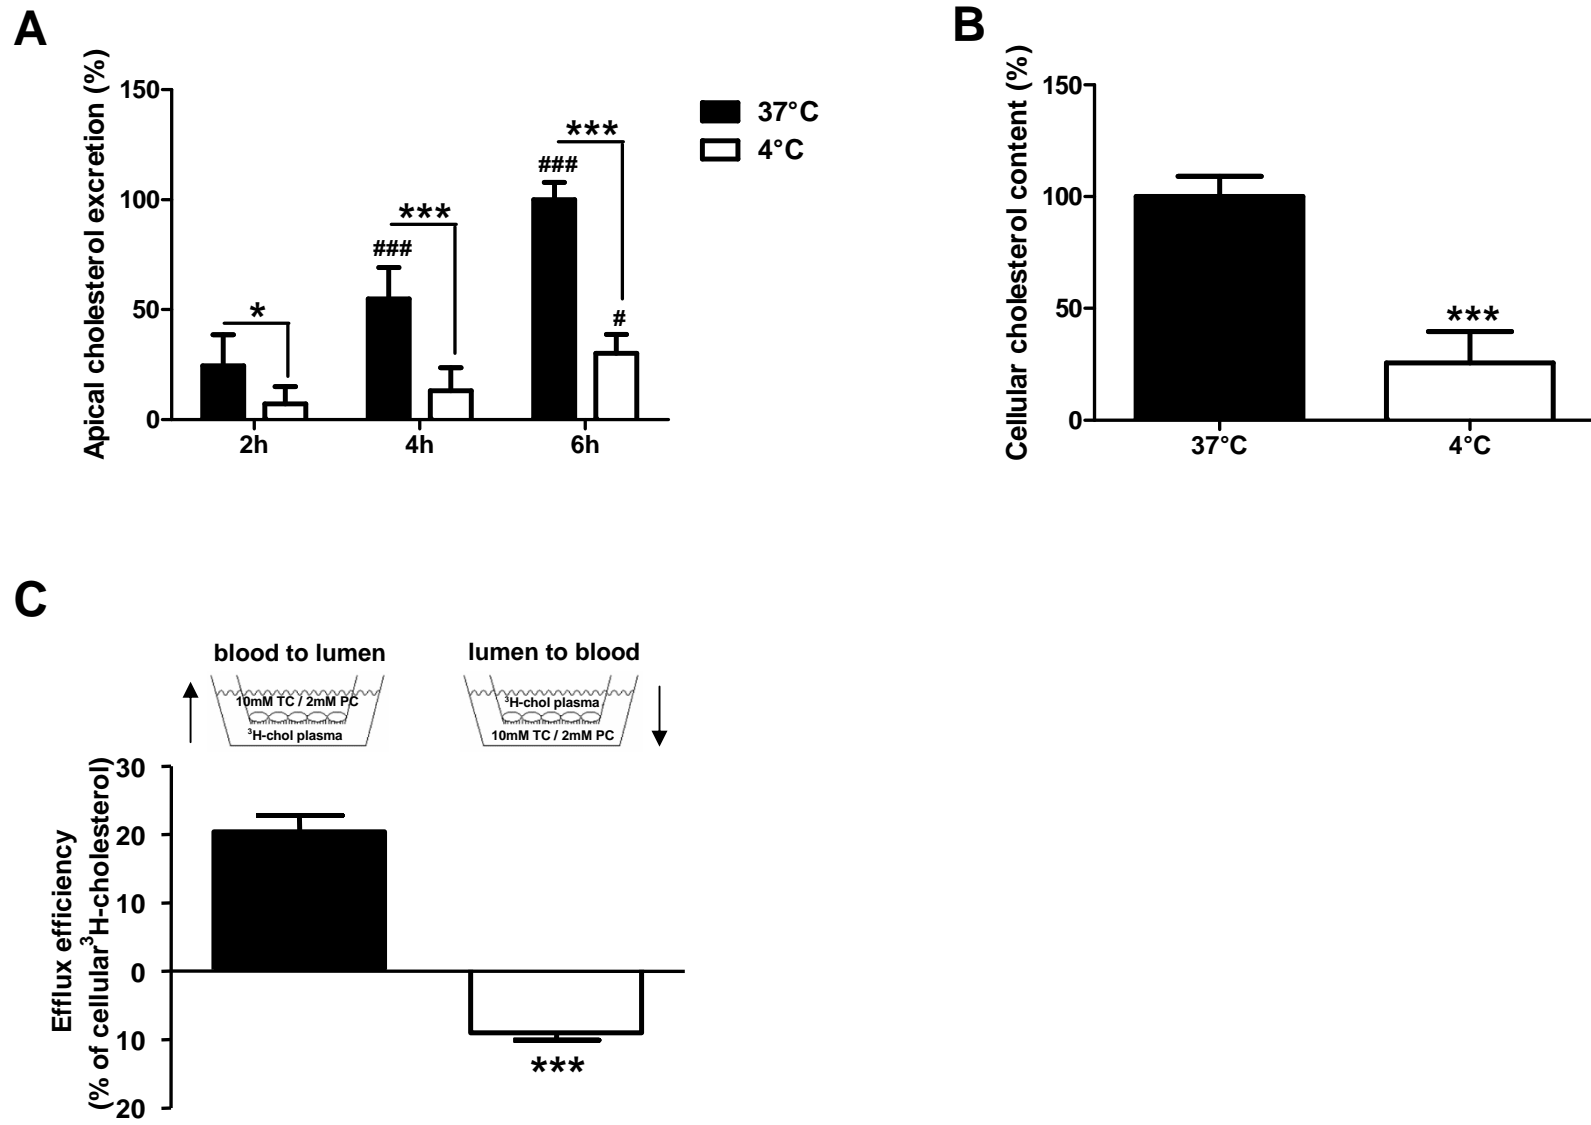 A
Apical cholesterol excretion (%)
150
100
50
0
*
***
###
***
###
#
2h
4h
6h
37°C
4°C
B
Cellular cholesterol content (%)
150
100
50
0
***
37°C
4°C
C
blood to lumen
10mM TC / 2mM PC
³H-chol plasma
lumen to blood
³H-chol plasma
10mM TC / 2mM PC
Efflux efficiency
(% of cellular ³H-cholesterol)
30
20
10
0
10
20
***